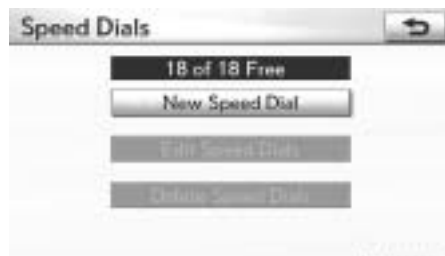 Speed Dials
18 of 18 Free
New Speed Dial
Edit Speed Dials
Delete Speed Dials